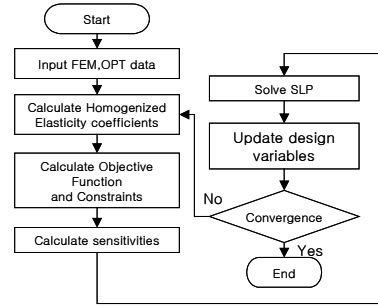 Start
Input FEM,OPT data
Calculate Homogenized
Elasticity coefficients
Calculate Objective
Function
and Constraints
Calculate sensitivities
Solve SLP
Update design
variables
No
Convergence
Yes
End